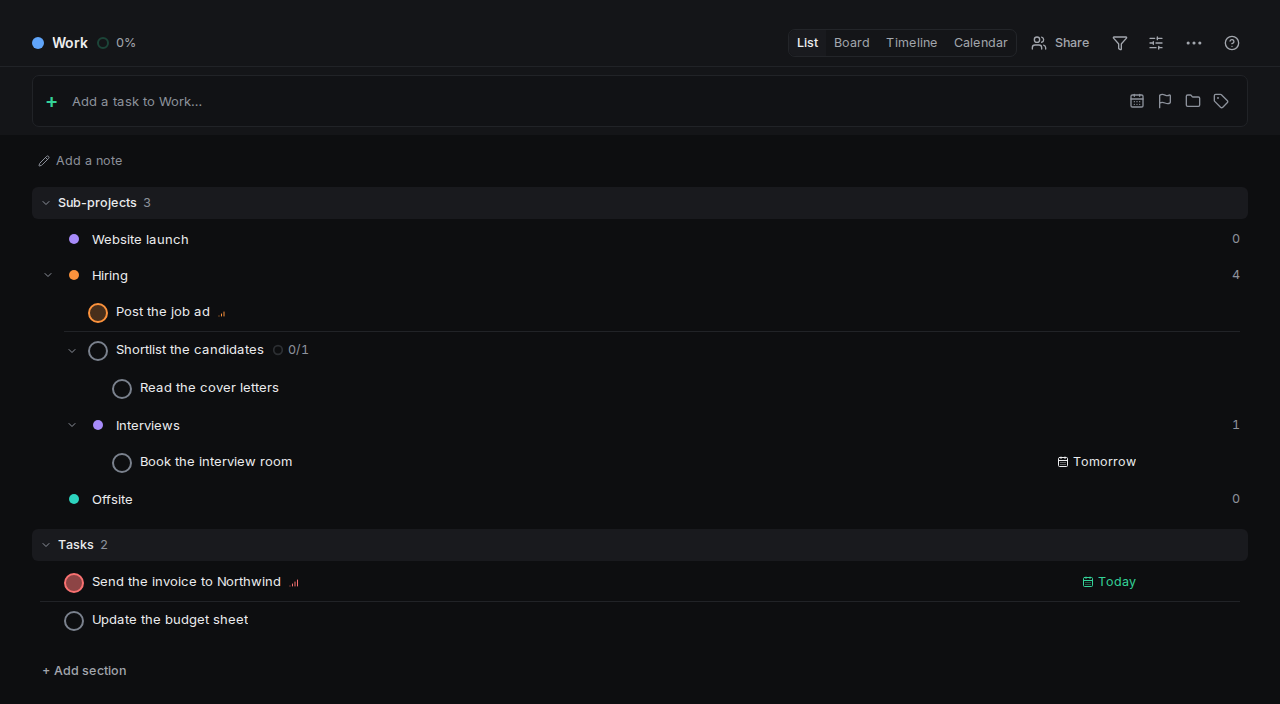 Work 0% List Board Timeline Calendar Share
+ Add a task to Work...
Add a note
Sub-projects 3
Website launch 0
Hiring 4
Post the job ad
Shortlist the candidates 0/1
Read the cover letters
Interviews 1
Book the interview room Tomorrow
Offsite 0
Tasks 2
Send the invoice to Northwind Today
Update the budget sheet
+ Add section